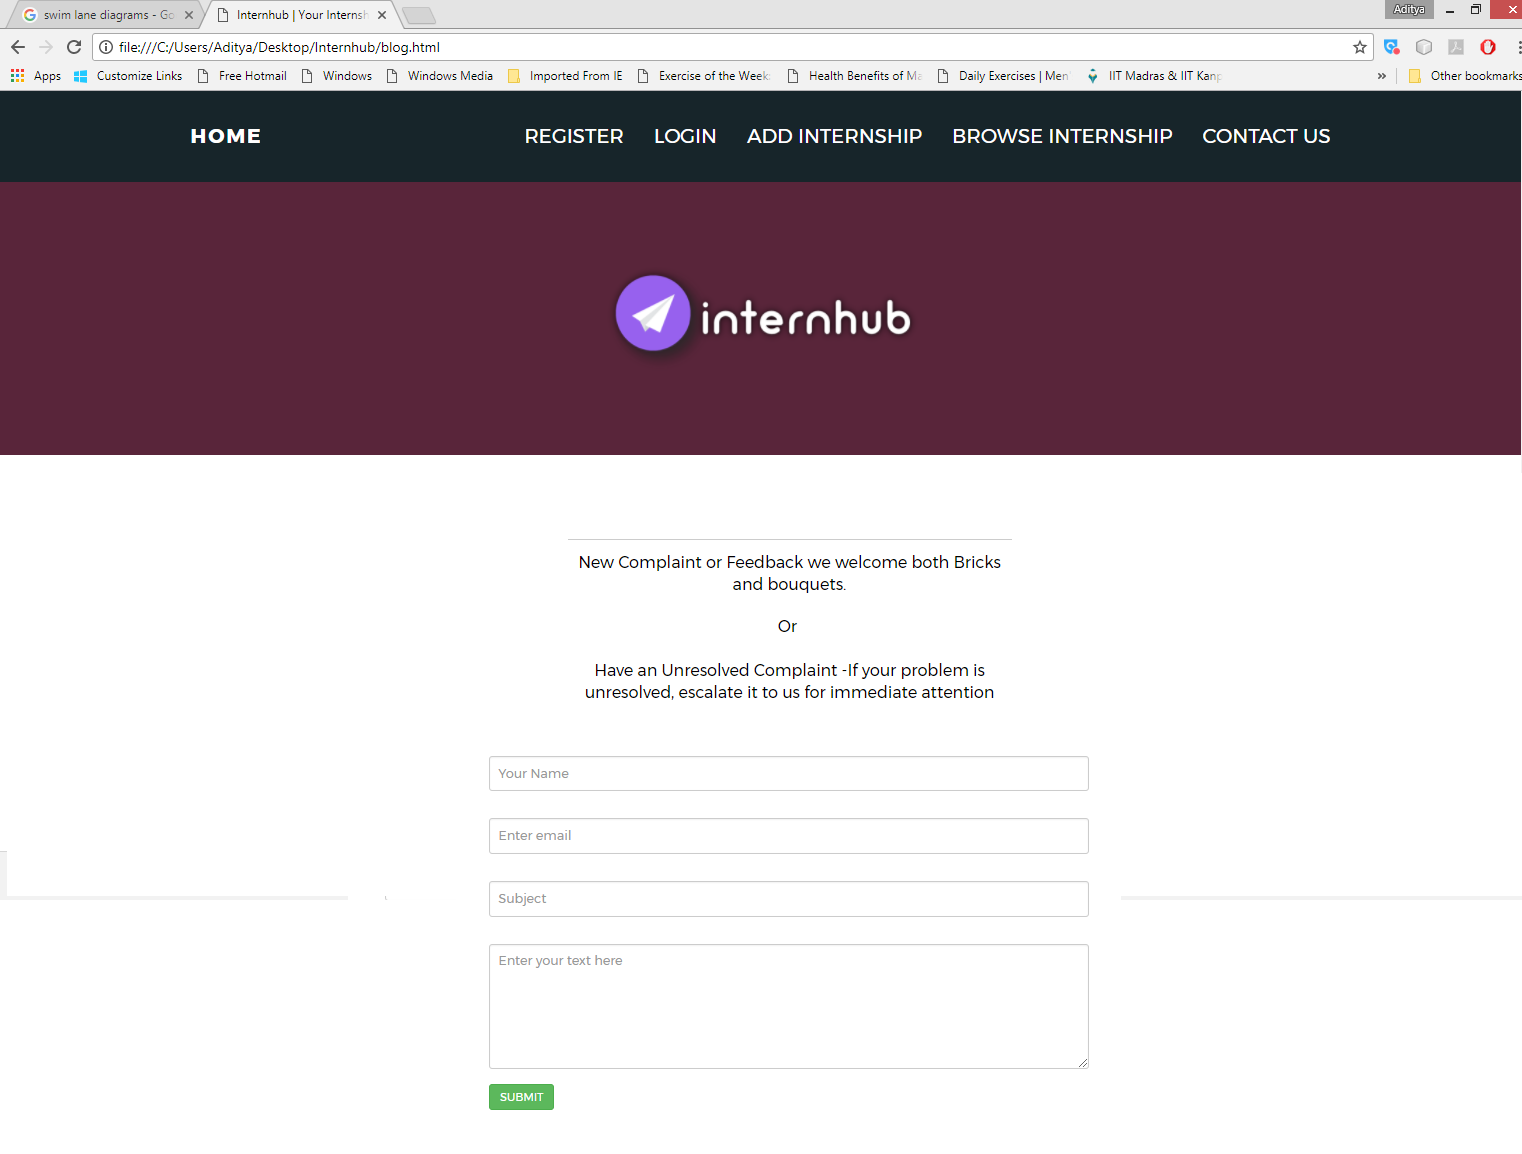 swim lane diagrams - Go
Internhub | Your Internsh
Aditya
file:///C:/Users/Aditya/Desktop/Internhub/blog.html
Apps Customize Links Free Hotmail Windows Windows Media Imported From IE Exercise of the Week Health Benefits of Ma Daily Exercises | Men IIT Madras & IIT Kanp » Other bookmarks
HOME REGISTER LOGIN ADD INTERNSHIP BROWSE INTERNSHIP CONTACT US
internhub
New Complaint or Feedback we welcome both Bricks
and bouquets.
Or
Have an Unresolved Complaint -If your problem is
unresolved, escalate it to us for immediate attention
Your Name
Enter email
Subject
Enter your text here
SUBMIT